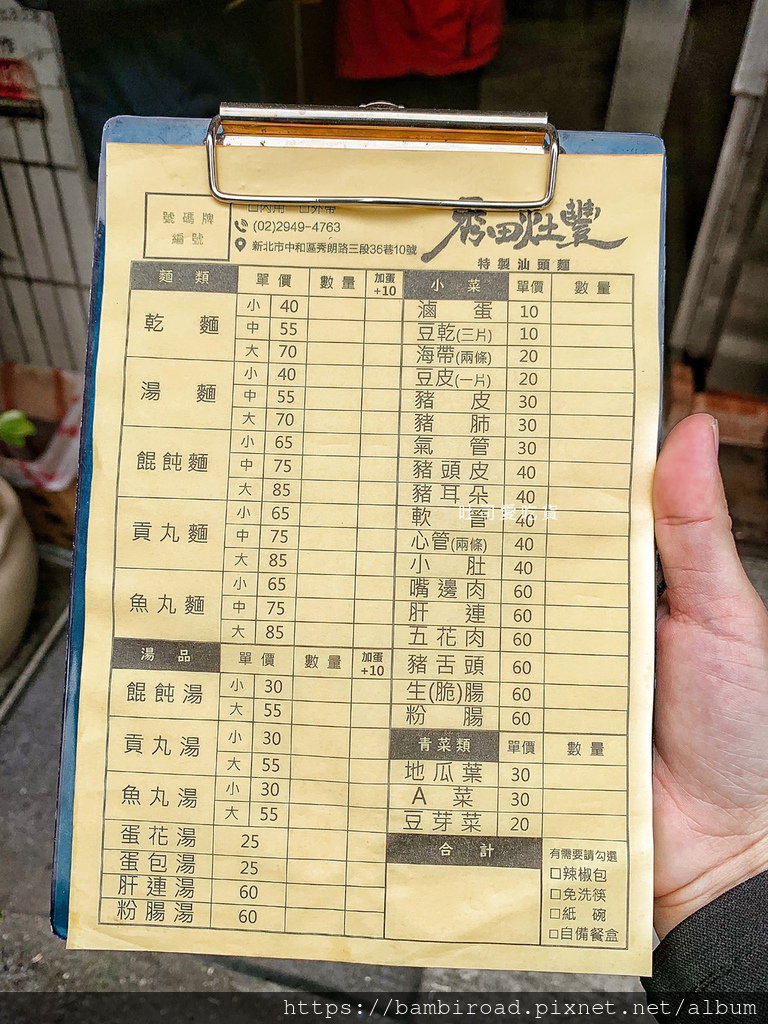 號碼牌
編號
□內用 □外帶
(02)2949-4763
新北市中和區秀朗路三段36巷10號
秀田灶豐
特製汕頭麵
麵類 單價 數量 加蛋+10
乾麵 小 40
中 55
大 70
湯麵 小 40
中 55
大 70
餛飩麵 小 65
中 75
大 85
貢丸麵 小 65
中 75
大 85
魚丸麵 小 65
中 75
大 85
湯品 單價 數量 加蛋+10
餛飩湯 小 30
大 55
貢丸湯 小 30
大 55
魚丸湯 小 30
大 55
蛋花湯 25
蛋包湯 25
肝連湯 60
粉腸湯 60
小菜 單價 數量
滷蛋 10
豆乾(三片) 10
海帶(兩條) 20
豆皮(一片) 20
豬皮 30
豬肺 30
氣管 30
豬頭皮 40
豬耳朵 40
軟管 40
心管(兩條) 40
小肚 40
嘴邊肉 60
肝連 60
五花肉 60
豬舌頭 60
生(脆)腸 60
粉腸 60
青菜類 單價 數量
地瓜葉 30
A菜 30
豆芽菜 20
合計
有需要請勾選
□辣椒包
□免洗筷
□紙碗
□自備餐盒
https://bambiroad.pixnet.net/album